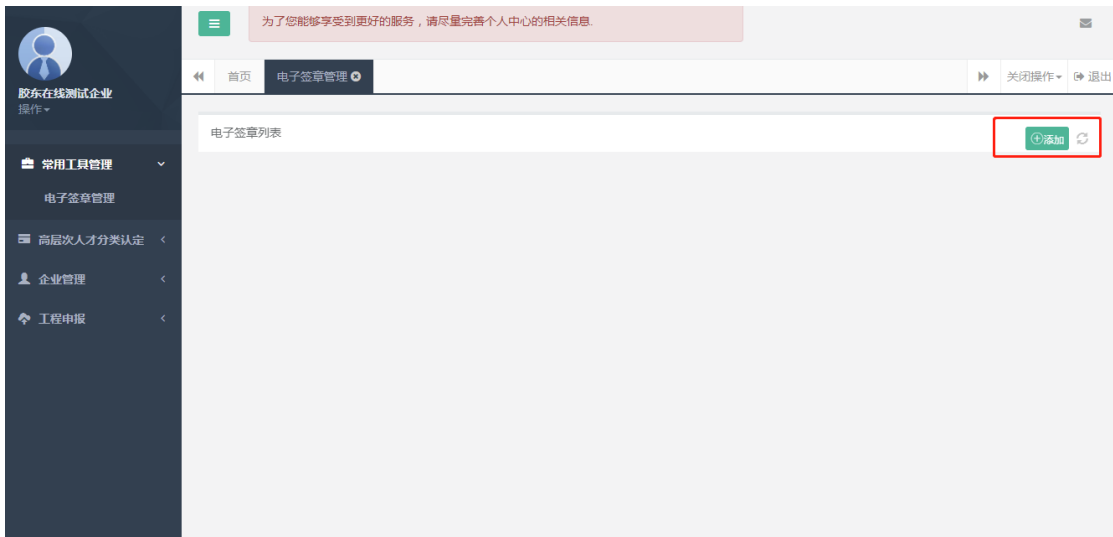 为了您能够享受到更好的服务，请尽量完善个人中心的相关信息.
胶东在线测试企业
操作
首页
电子签章管理
关闭操作
退出
电子签章列表
添加
常用工具管理
电子签章管理
高层次人才分类认定
企业管理
工程申报